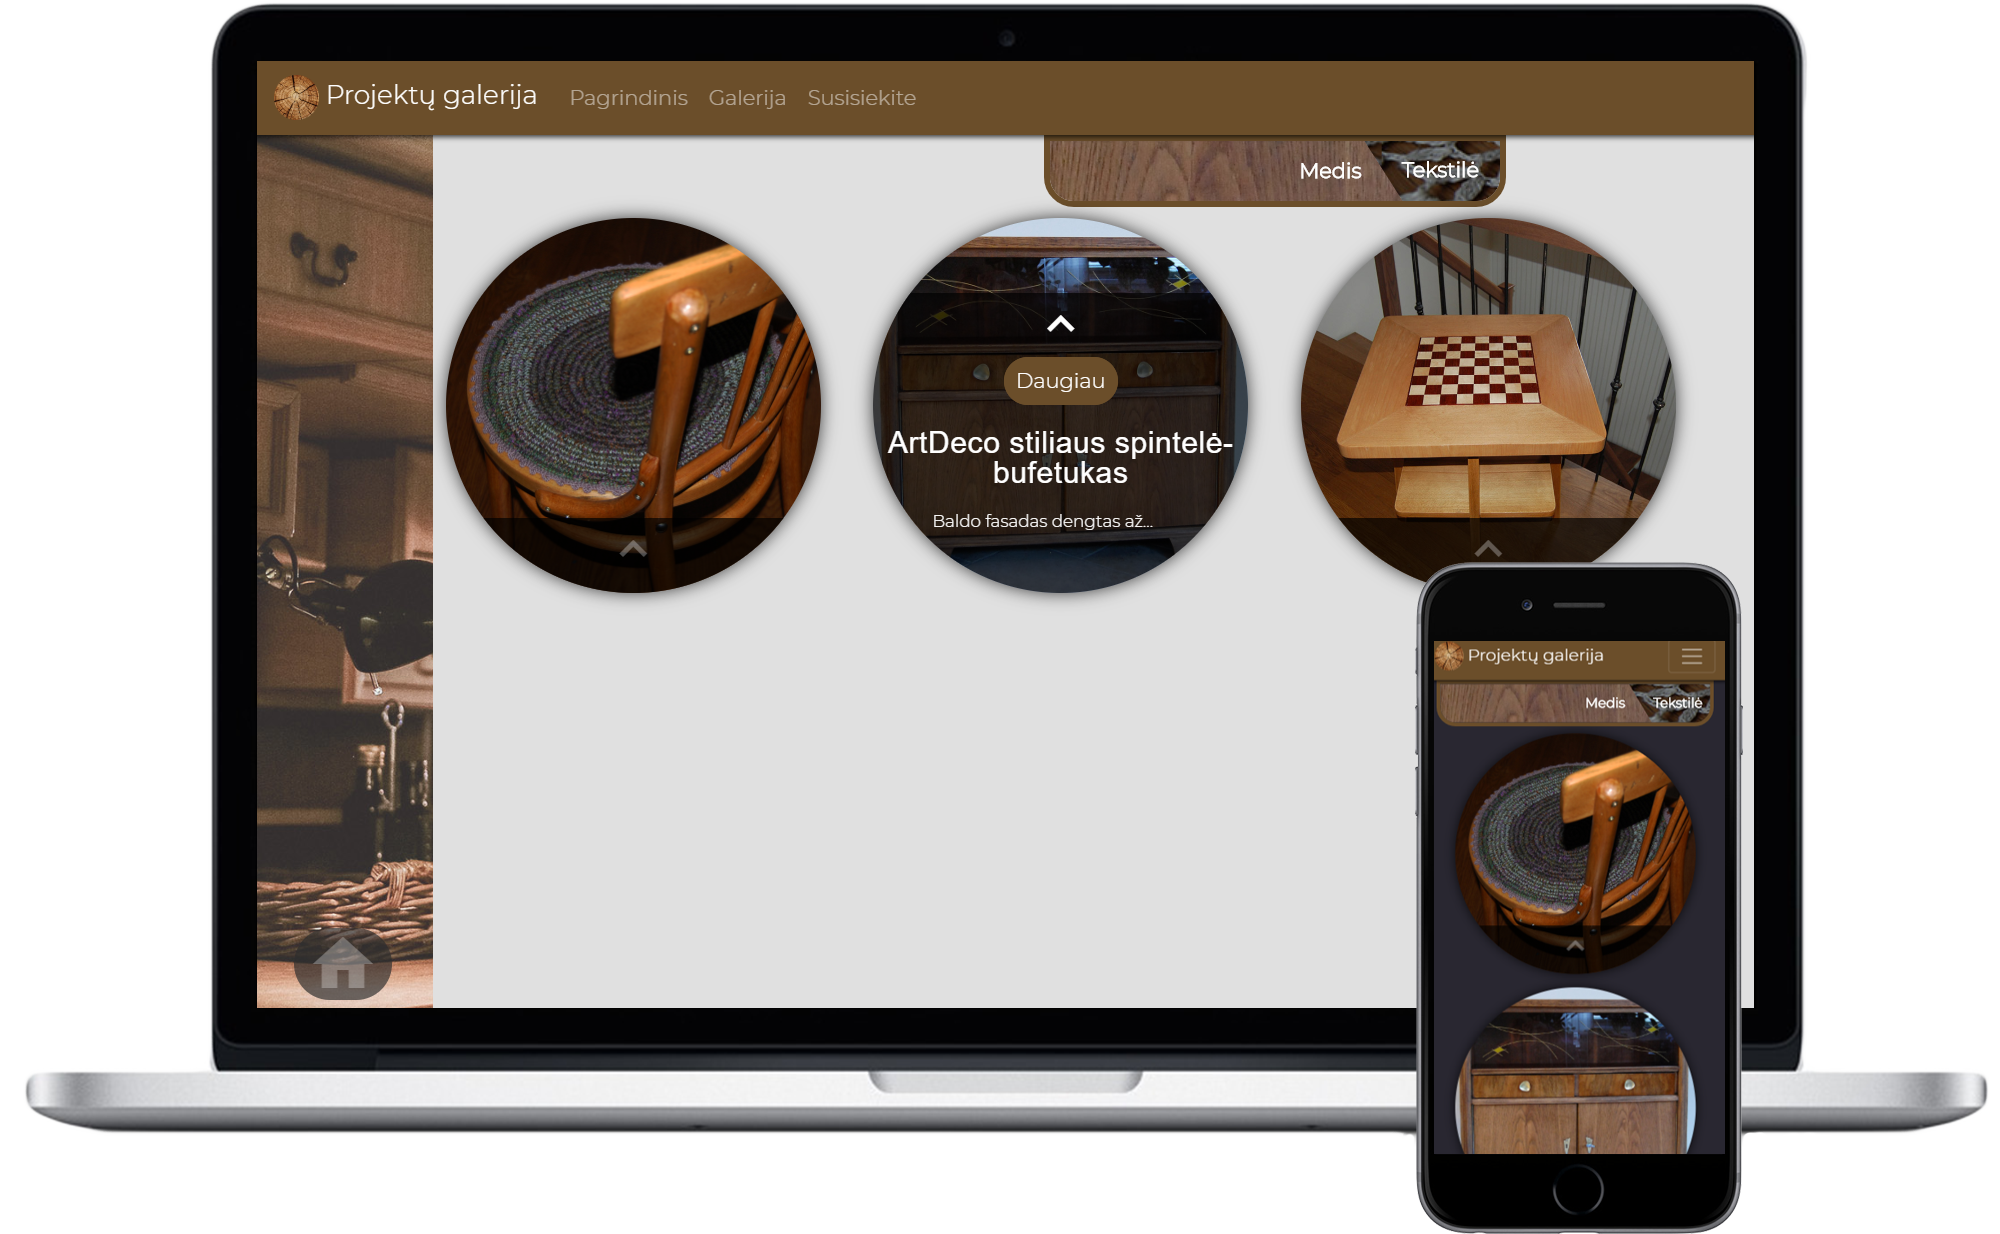 Projektų galerija
Pagrindinis
Galerija
Susisiekite
Medis
Tekstilė
Daugiau
ArtDeco stiliaus spintelė-
bufetukas
Baldo fasadas dengtas až...
Projektų galerija
Medis
Tekstilė